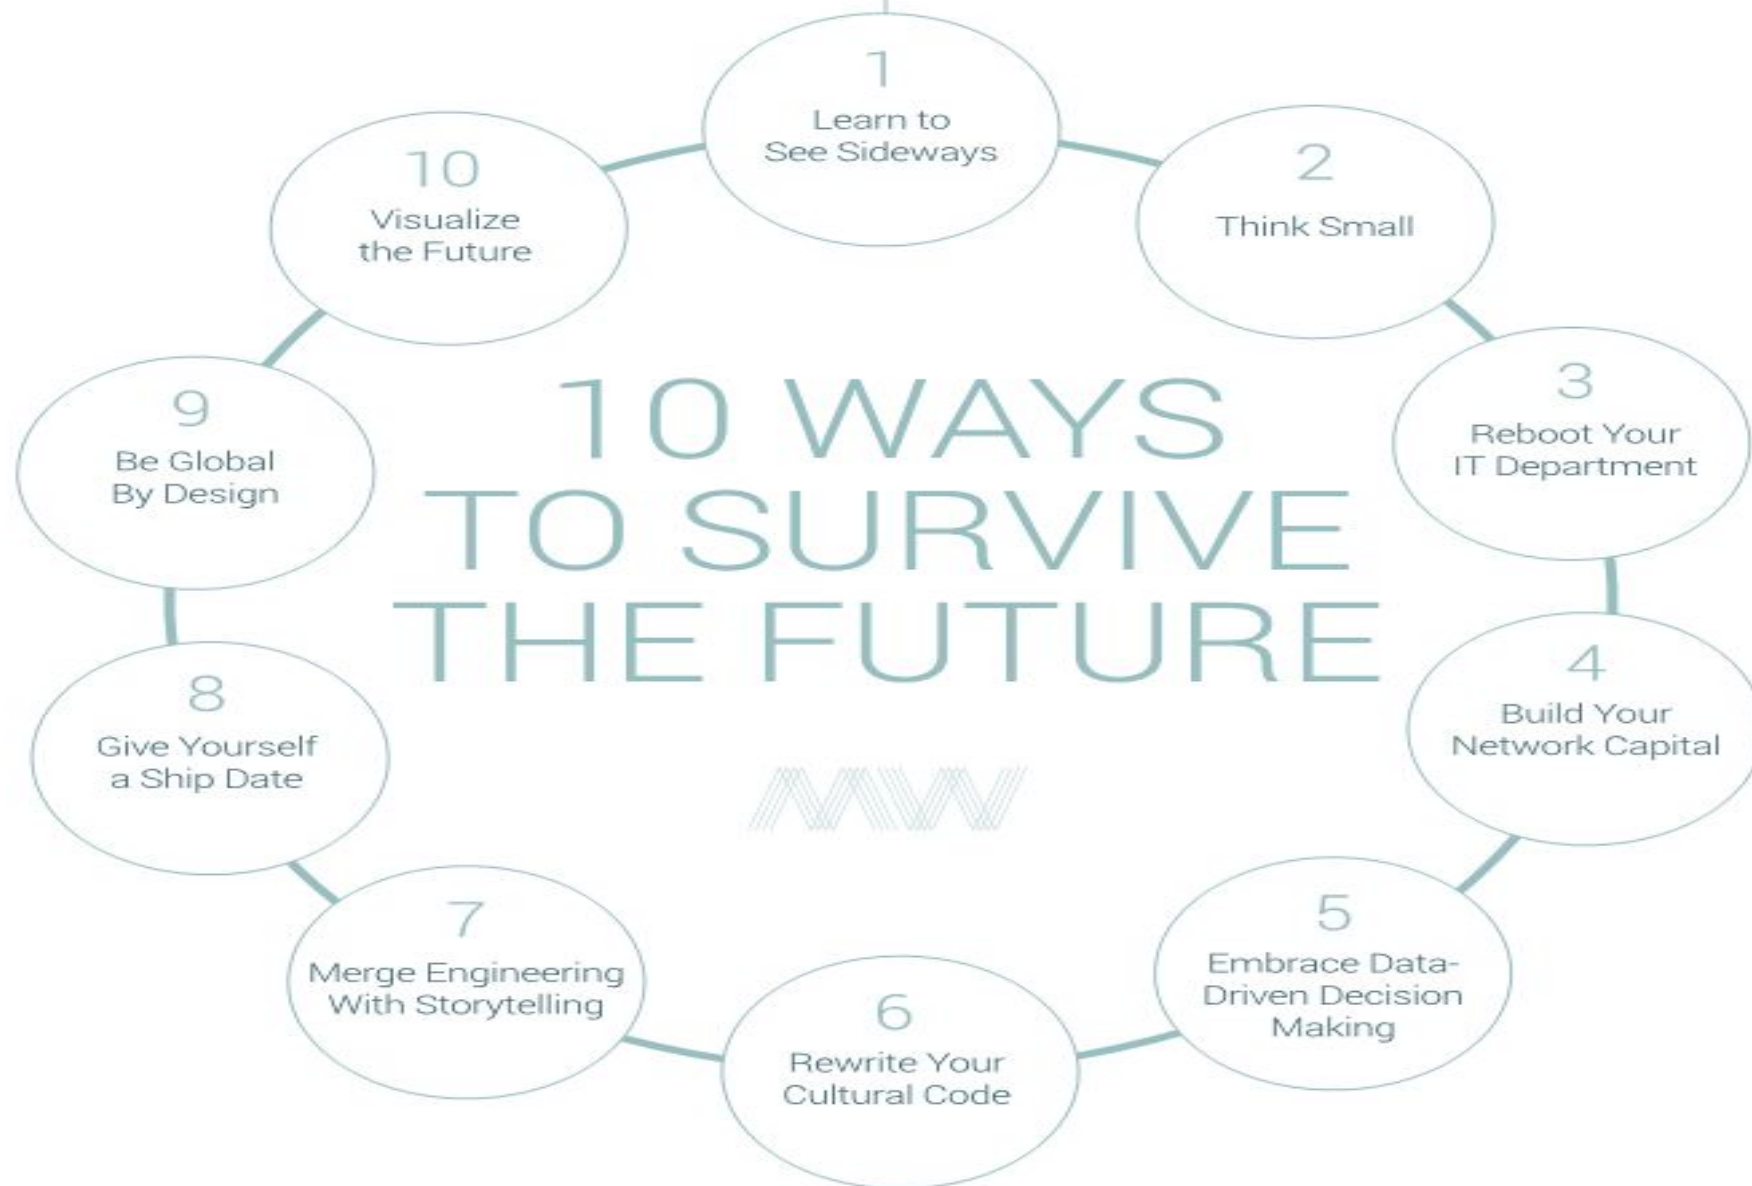 1
Learn to
See Sideways
2
Think Small
3
Reboot Your
IT Department
4
Build Your
Network Capital
5
Embrace Data-
Driven Decision
Making
6
Rewrite Your
Cultural Code
7
Merge Engineering
With Storytelling
8
Give Yourself
a Ship Date
9
Be Global
By Design
10
Visualize
the Future
10 WAYS
TO SURVIVE
THE FUTURE
MW